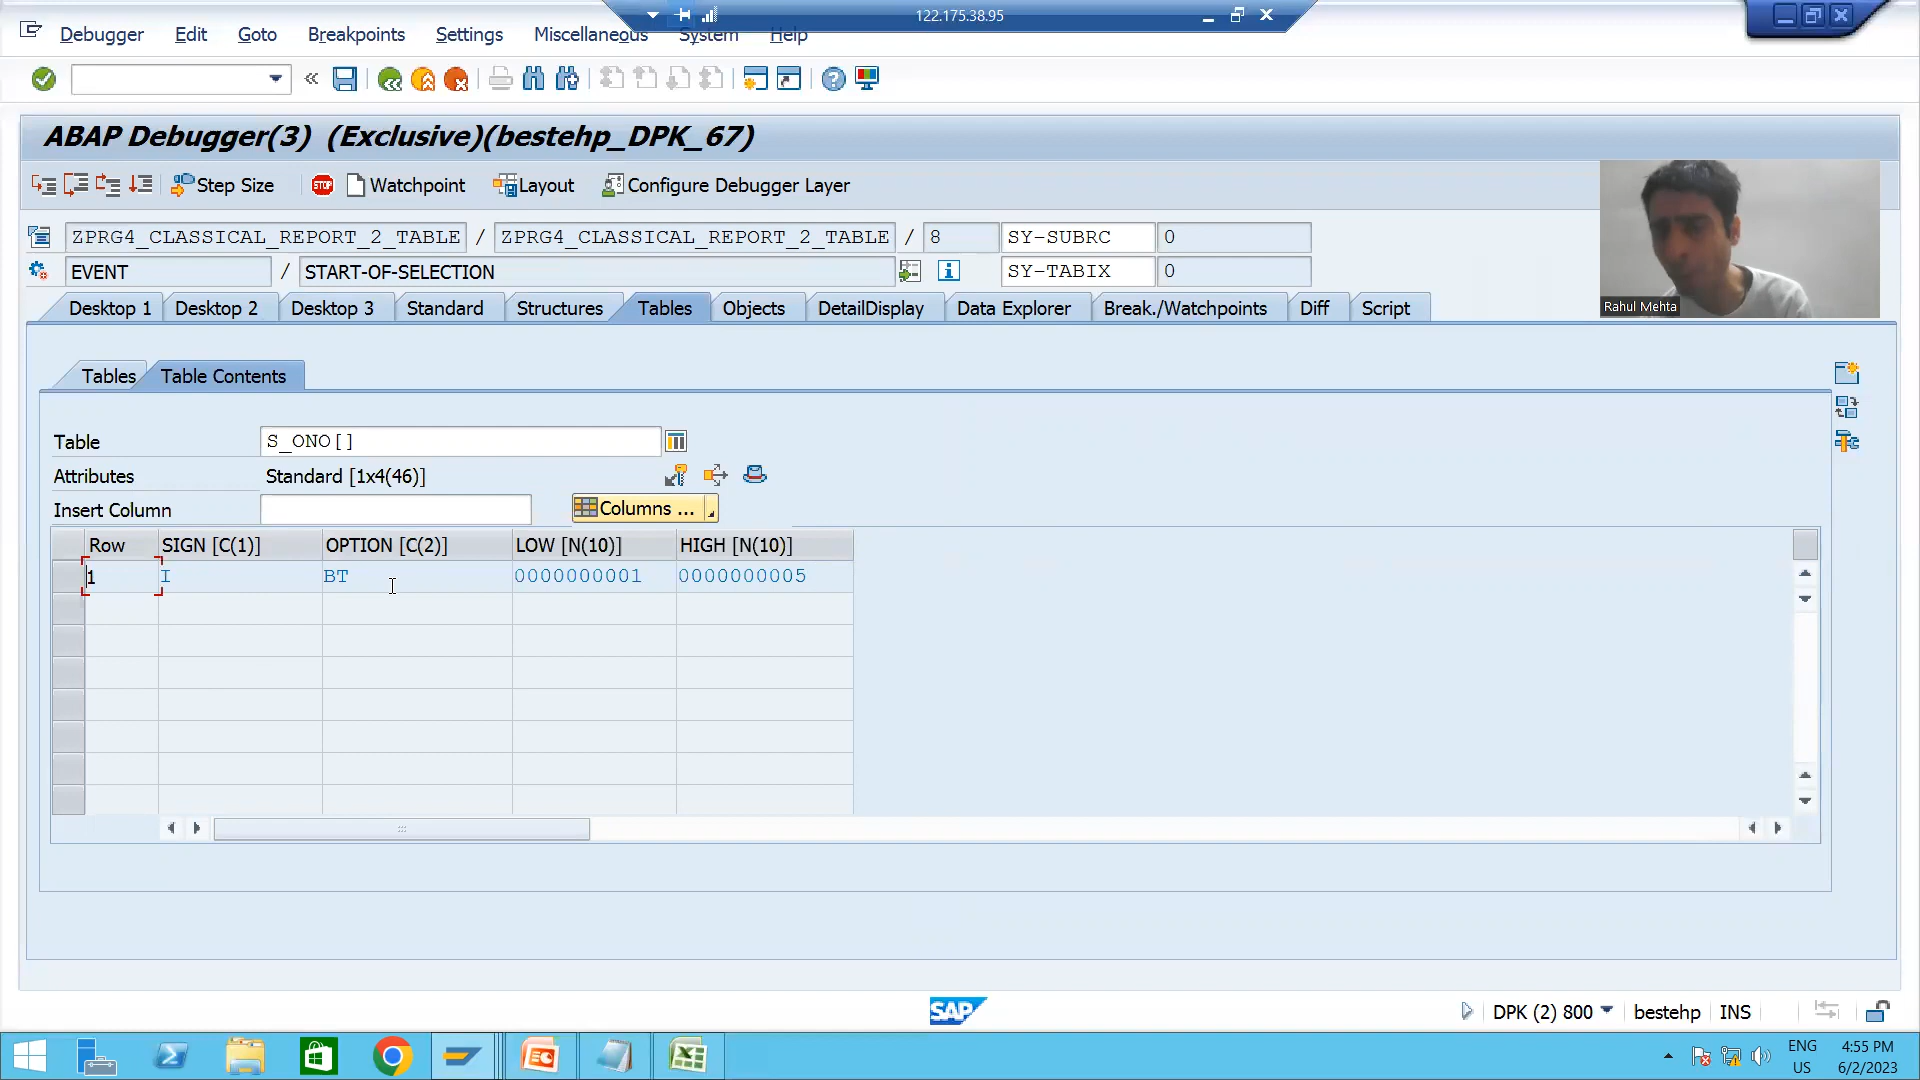 122.175.38.95
Debugger Edit Goto Breakpoints Settings Miscellaneous System Help
ABAP Debugger(3) (Exclusive)(bestehp_DPK_67)
Step Size STOP Watchpoint Layout Configure Debugger Layer
ZPRG4_CLASSICAL_REPORT_2_TABLE / ZPRG4_CLASSICAL_REPORT_2_TABLE / 8 SY-SUBRC 0
EVENT / START-OF-SELECTION SY-TABIX 0
Rahul Mehta
Desktop 1 Desktop 2 Desktop 3 Standard Structures Tables Objects DetailDisplay Data Explorer Break./Watchpoints Diff Script
Tables Table Contents
Table S_ONO[]
Attributes Standard [1x4(46)]
Insert Column Columns ...
Row SIGN [C(1)] OPTION [C(2)] LOW [N(10)] HIGH [N(10)]
1 I BT 0000000001 0000000005
SAP DPK (2) 800 bestehp INS
ENG 4:55 PM
US 6/2/2023